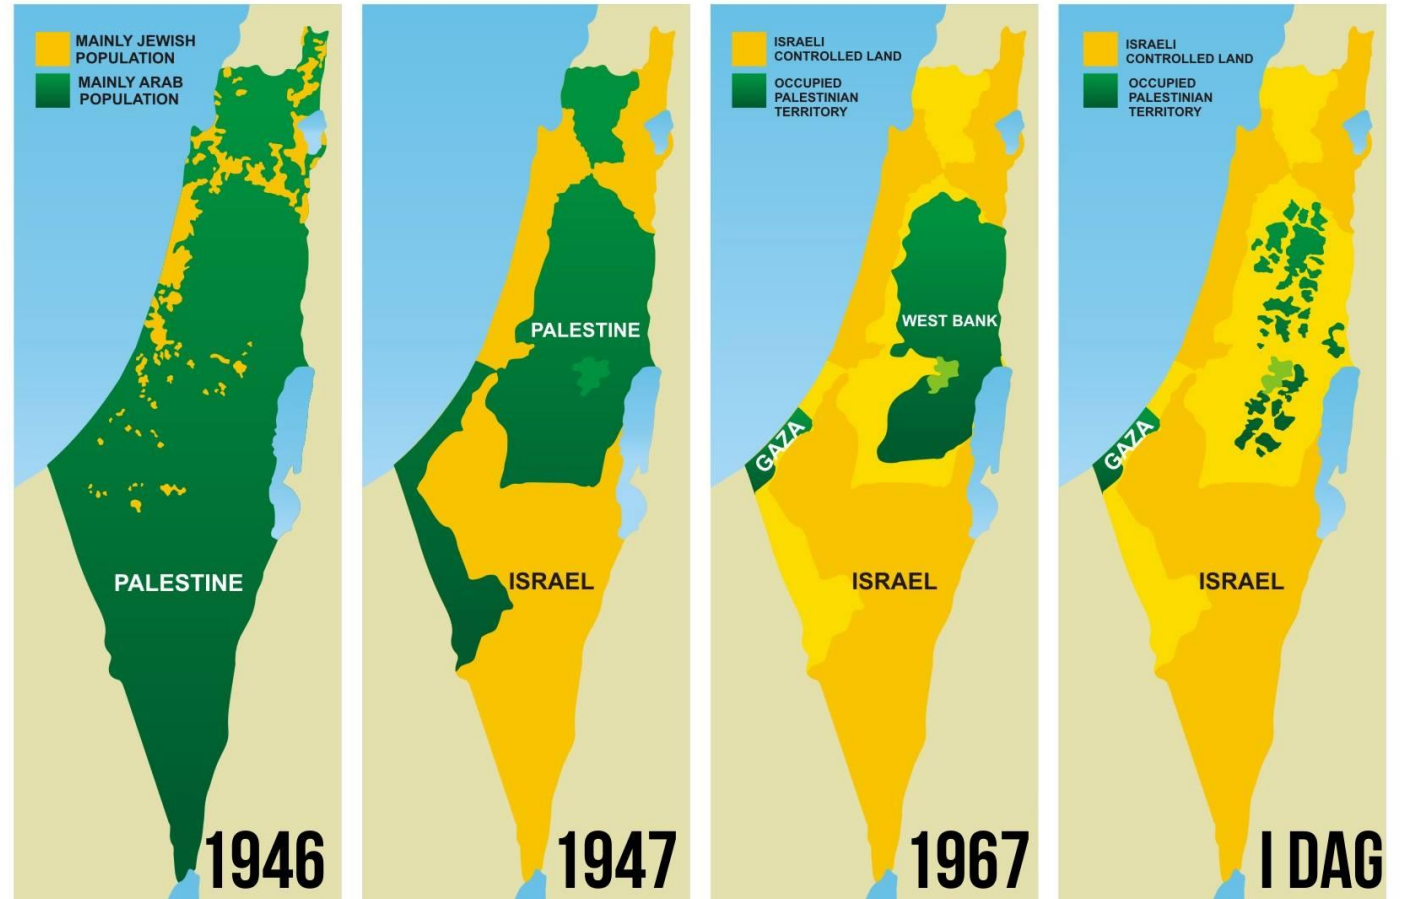 MAINLY JEWISH
POPULATION
MAINLY ARAB
POPULATION
PALESTINE
1946
PALESTINE
ISRAEL
1947
ISRAELI
CONTROLLED LAND
OCCUPIED
PALESTINIAN
TERRITORY
WEST BANK
GAZA
ISRAEL
1967
ISRAELI
CONTROLLED LAND
OCCUPIED
PALESTINIAN
TERRITORY
GAZA
ISRAEL
I DAG